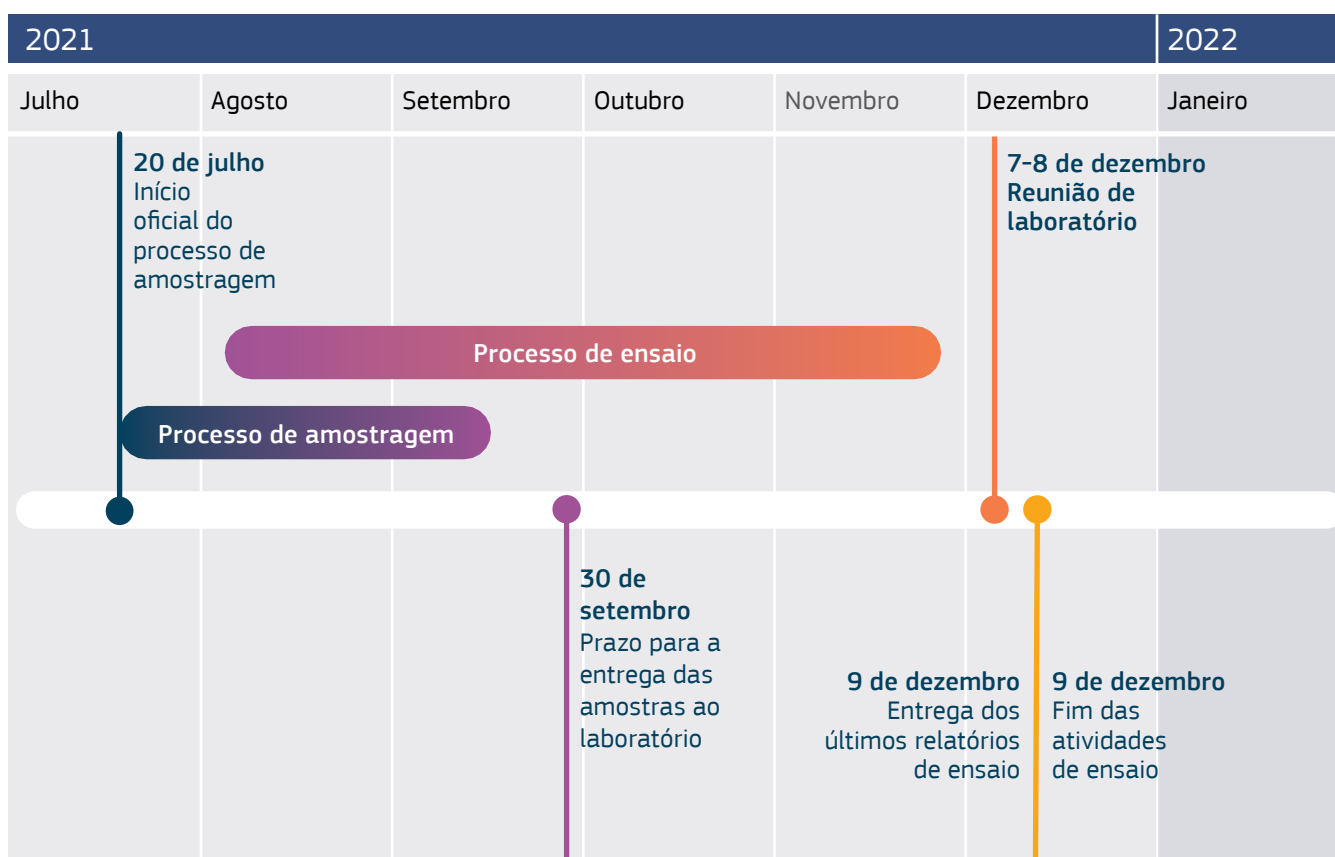 2021
2022
Julho
Agosto
Setembro
Outubro
Novembro
Dezembro
Janeiro
20 de julho
Início
oficial do
processo de
amostragem
7-8 de dezembro
Reunião de
laboratório
Processo de ensaio
Processo de amostragem
30 de
setembro
Prazo para a
entrega das
amostras ao
laboratório
9 de dezembro
Entrega dos
últimos relatórios
de ensaio
9 de dezembro
Fim das
atividades
de ensaio